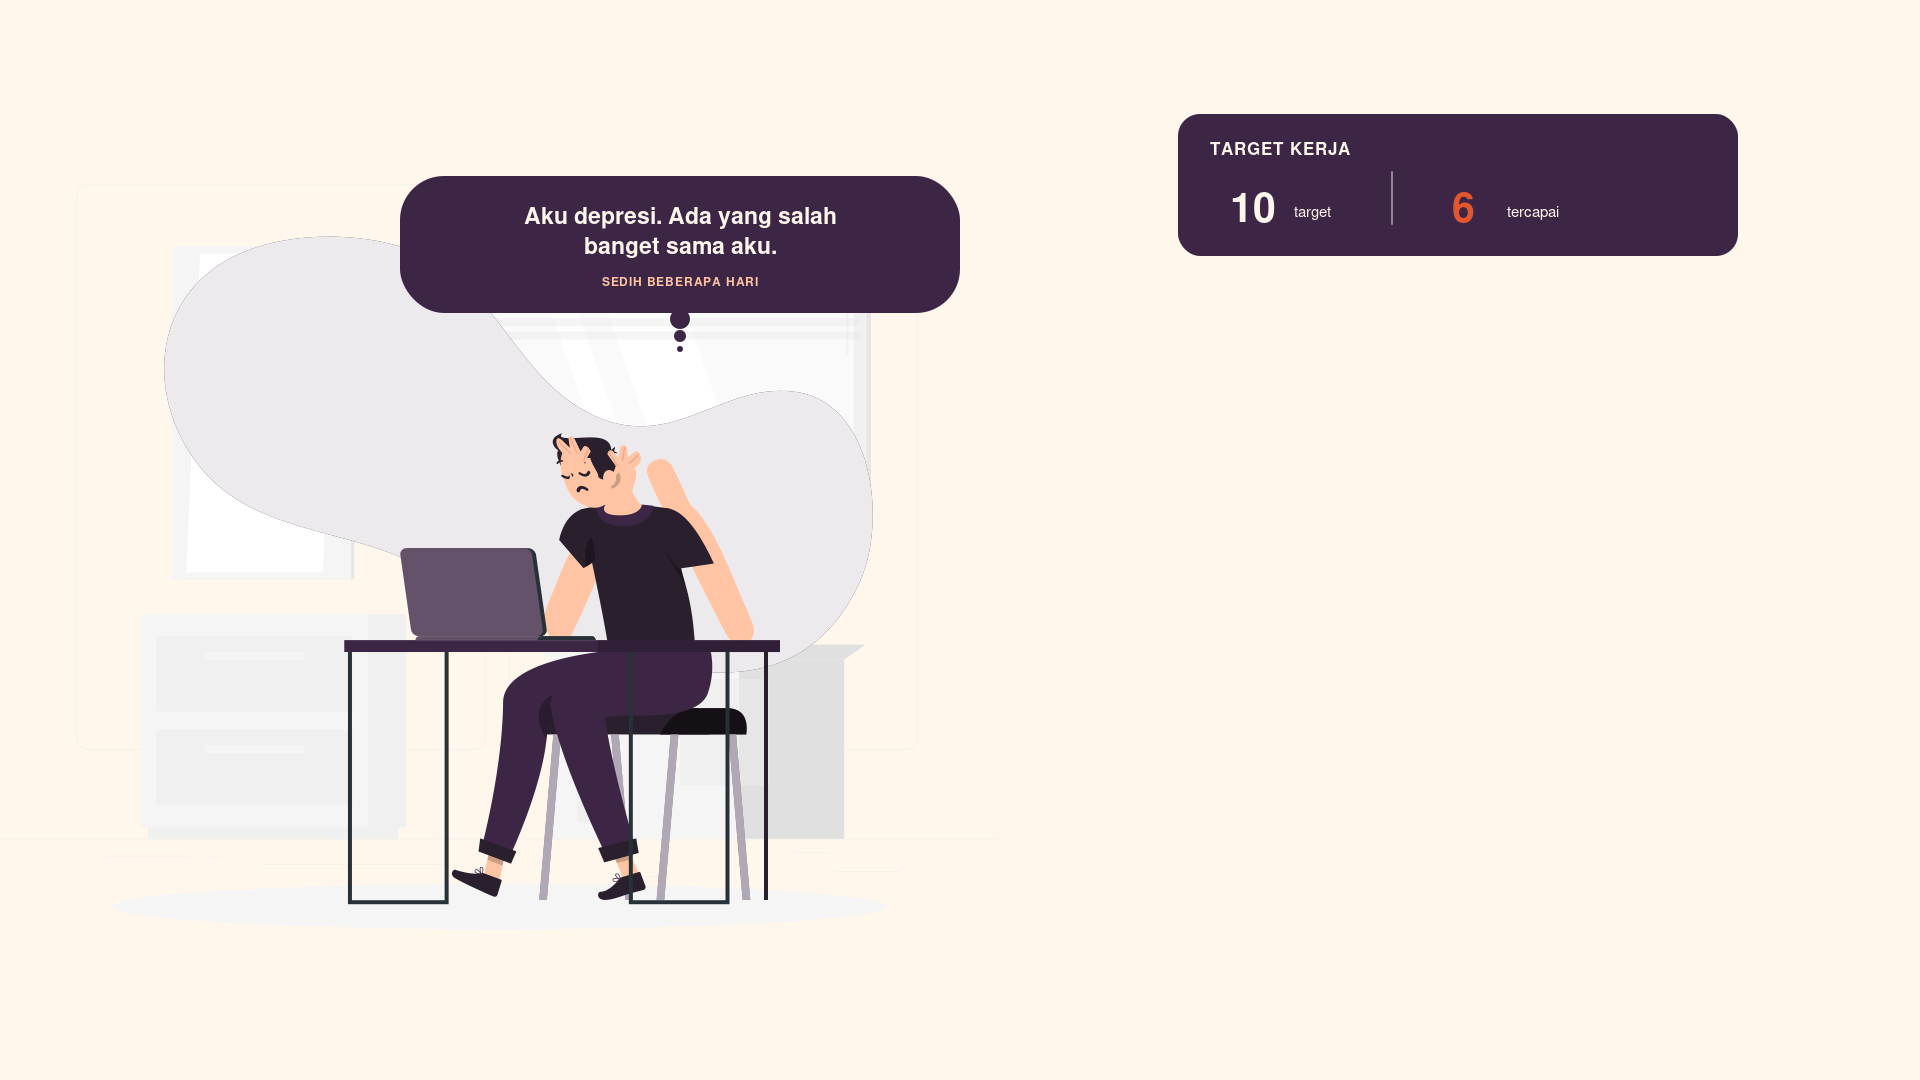 Aku depresi. Ada yang salah
banget sama aku.
SEDIH BEBERAPA HARI
TARGET KERJA
10 target
6 tercapai